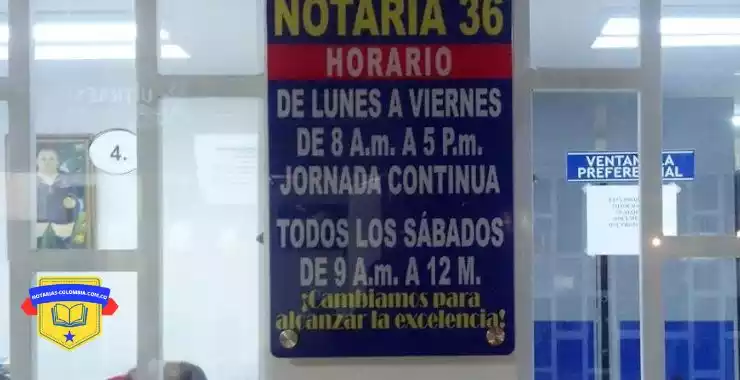 NOTARIA 36
HORARIO
DE LUNES A VIERNES
DE 8 A.m. A 5 P.m.
JORNADA CONTINUA
TODOS LOS SÁBADOS
DE 9 A.m. A 12 M.
¡Cambiamos para
alcanzar la excelencia!
4.
VENTANILLA
PREFERENCIAL
NOTARIAS-COLOMBIA.COM.CO